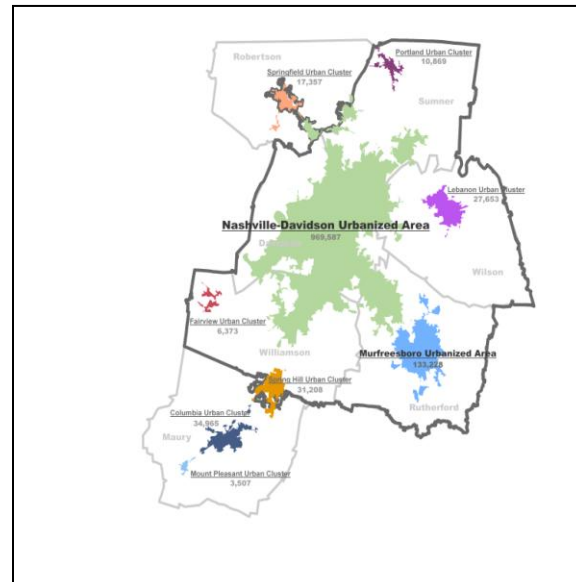 Portland Urban Cluster
10,869
Robertson
Springfield Urban Cluster
17,357
Sumner
Lebanon Urban Cluster
27,653
Nashville-Davidson Urbanized Area
969,587
Wilson
Fairview Urban Cluster
6,373
Williamson
Murfreesboro Urbanized Area
133,228
Spring Hill Urban Cluster
31,208
Rutherford
Columbia Urban Cluster
34,965
Maury
Mount Pleasant Urban Cluster
3,507